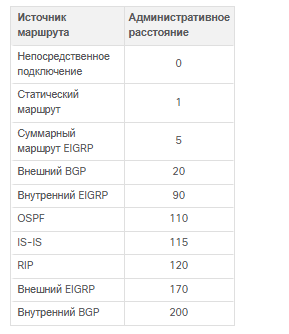 Источник маршрута
Административное расстояние
Непосредственное подключение
0
Статический маршрут
1
Суммарный маршрут EIGRP
5
Внешний BGP
20
Внутренний EIGRP
90
OSPF
110
IS-IS
115
RIP
120
Внешний EIGRP
170
Внутренний BGP
200